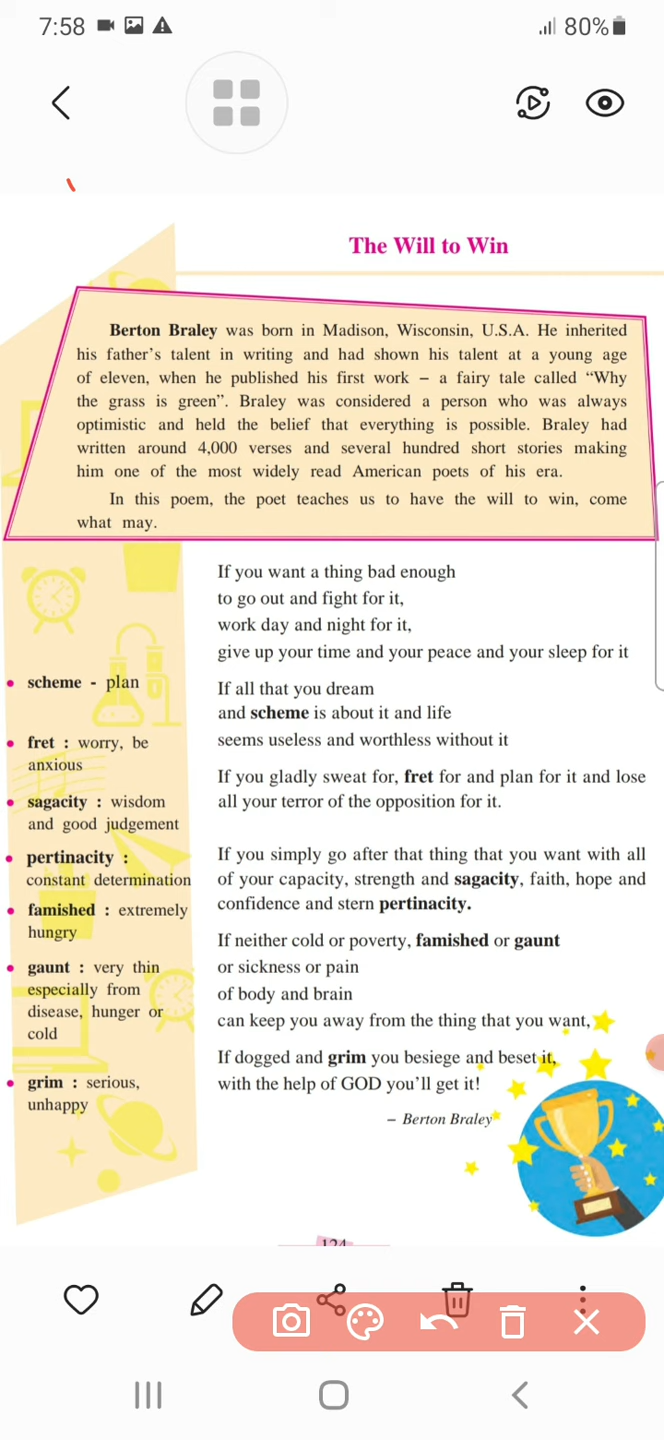 7:58
80%
The Will to Win
Berton Braley was born in Madison, Wisconsin, U.S.A. He inherited
his father's talent in writing and had shown his talent at a young age
of eleven, when he published his first work – a fairy tale called “Why
the grass is green”. Braley was considered a person who was always
optimistic and held the belief that everything is possible. Braley had
written around 4,000 verses and several hundred short stories making
him one of the most widely read American poets of his era.
In this poem, the poet teaches us to have the will to win, come
what may.
If you want a thing bad enough
to go out and fight for it,
work day and night for it,
give up your time and your peace and your sleep for it
If all that you dream
and scheme is about it and life
seems useless and worthless without it
If you gladly sweat for, fret for and plan for it and lose
all your terror of the opposition for it.
If you simply go after that thing that you want with all
of your capacity, strength and sagacity, faith, hope and
confidence and stern pertinacity.
If neither cold or poverty, famished or gaunt
or sickness or pain
of body and brain
can keep you away from the thing that you want,
If dogged and grim you besiege and beset it,
with the help of GOD you'll get it!
– Berton Braley
• scheme - plan
• fret : worry, be
anxious
• sagacity : wisdom
and good judgement
• pertinacity :
constant determination
• famished : extremely
hungry
• gaunt : very thin
especially from
disease, hunger or
cold
• grim : serious,
unhappy
124